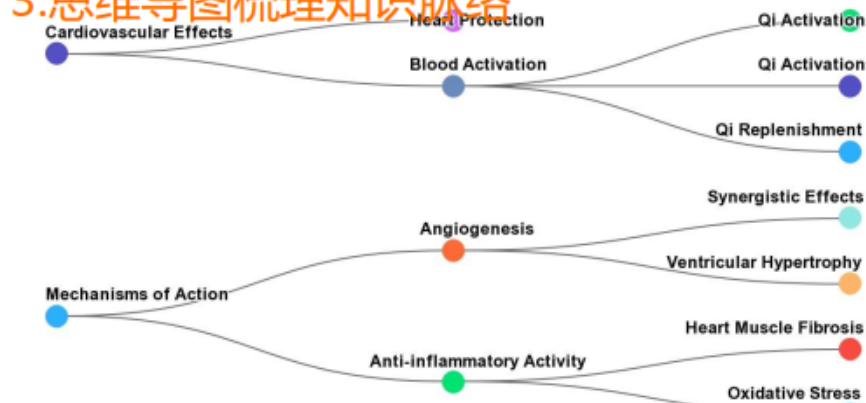 3.思维导图梳理知识脉络
Cardiovascular Effects
Heart Protection
Qi Activation
Blood Activation
Qi Activation
Qi Replenishment
Synergistic Effects
Angiogenesis
Ventricular Hypertrophy
Mechanisms of Action
Heart Muscle Fibrosis
Anti-inflammatory Activity
Oxidative Stress